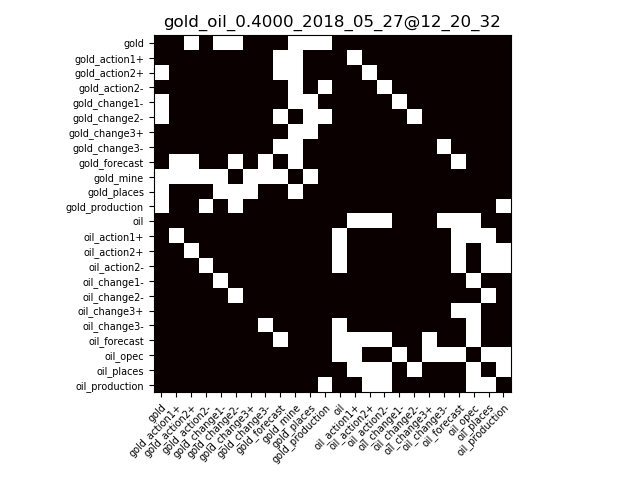 gold_oil_0.4000_2018_05_27@12_20_32
gold
gold_action1+
gold_action2+
gold_action2-
gold_change1-
gold_change2-
gold_change3+
gold_change3-
gold_forecast
gold_mine
gold_places
gold_production
oil
oil_action1+
oil_action2+
oil_action2-
oil_change1-
oil_change2-
oil_change3+
oil_change3-
oil_forecast
oil_opec
oil_places
oil_production
gold
gold_action1+
gold_action2+
gold_action2-
gold_change1-
gold_change2-
gold_change3+
gold_change3-
gold_forecast
gold_mine
gold_places
gold_production
oil
oil_action1+
oil_action2+
oil_action2-
oil_change1-
oil_change2-
oil_change3+
oil_change3-
oil_forecast
oil_opec
oil_places
oil_production